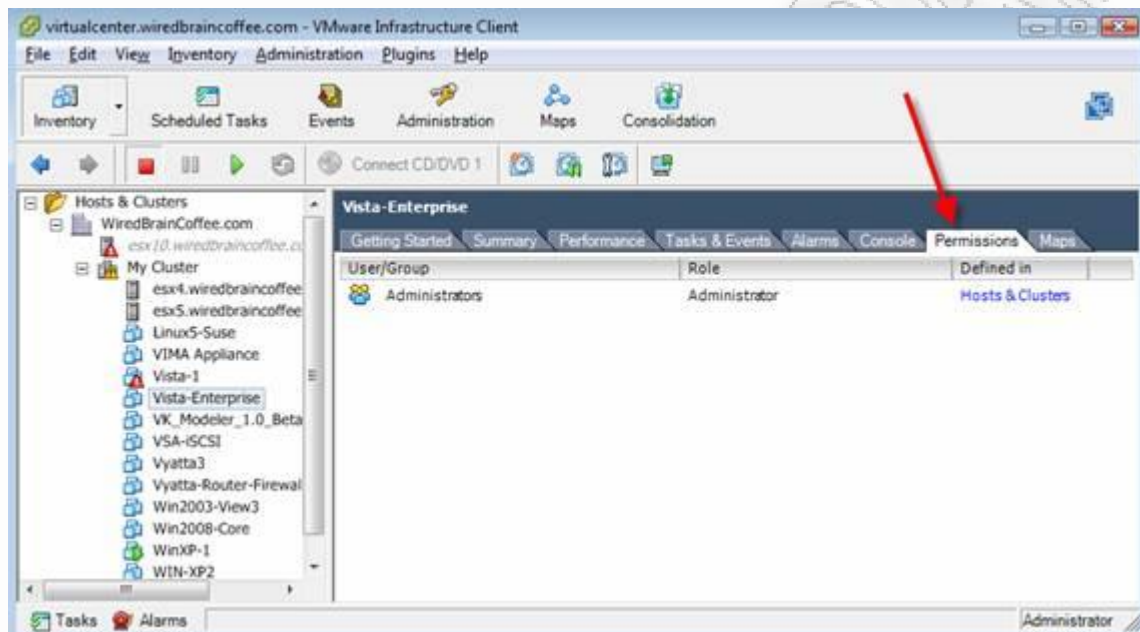 virtualcenter.wiredbraincoffee.com - VMware Infrastructure Client
File Edit View Inventory Administration Plugins Help
Inventory Scheduled Tasks Events Administration Maps Consolidation
Connect CD/DVD 1
Hosts & Clusters
WiredBrainCoffee.com
esx10.wiredbraincoffee.c
My Cluster
esx4.wiredbraincoffee
esx5.wiredbraincoffee
Linux5-Suse
VIMA Appliance
Vista-1
Vista-Enterprise
VK_Modeler_1.0_Beta
VSA-iSCSI
Vyatta3
Vyatta-Router-Firewal
Win2003-View3
Win2008-Core
WinXP-1
WIN-XP2
Vista-Enterprise
Getting Started Summary Performance Tasks & Events Alarms Console Permissions Maps
User/Group Role Defined in
Administrators Administrator Hosts & Clusters
Tasks Alarms Administrator